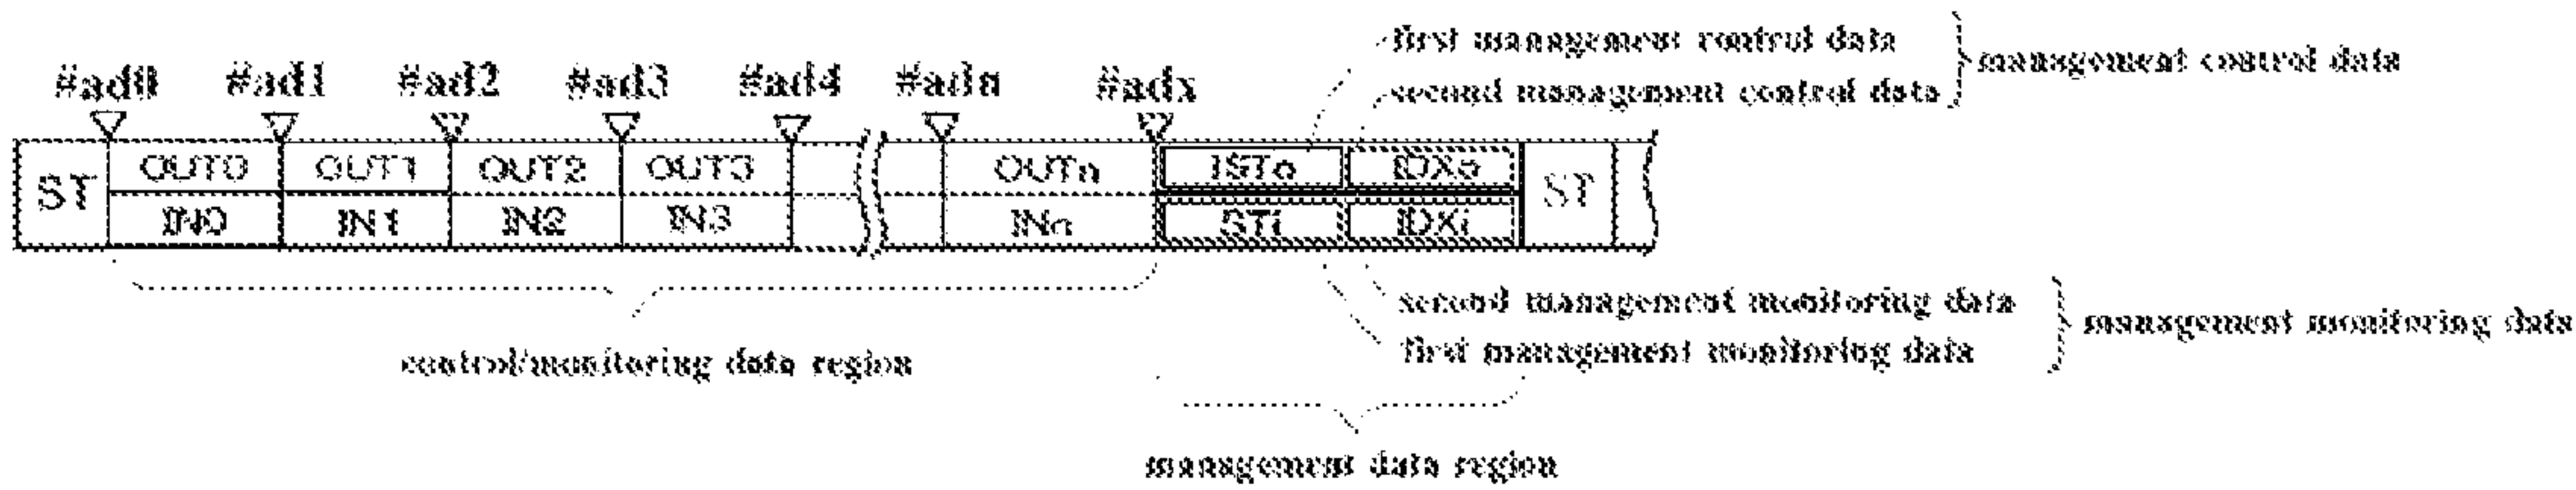 first management control data
second management control data
management control data
#ad0 #ad1 #ad2 #ad3 #ad4 #adn #adx
ST OUT0 OUT1 OUT2 OUT3 OUTn ISTo IDXo ST
IN0 IN1 IN2 IN3 INn STi IDXi
second management monitoring data
first management monitoring data
management monitoring data
control/monitoring data region
management data region